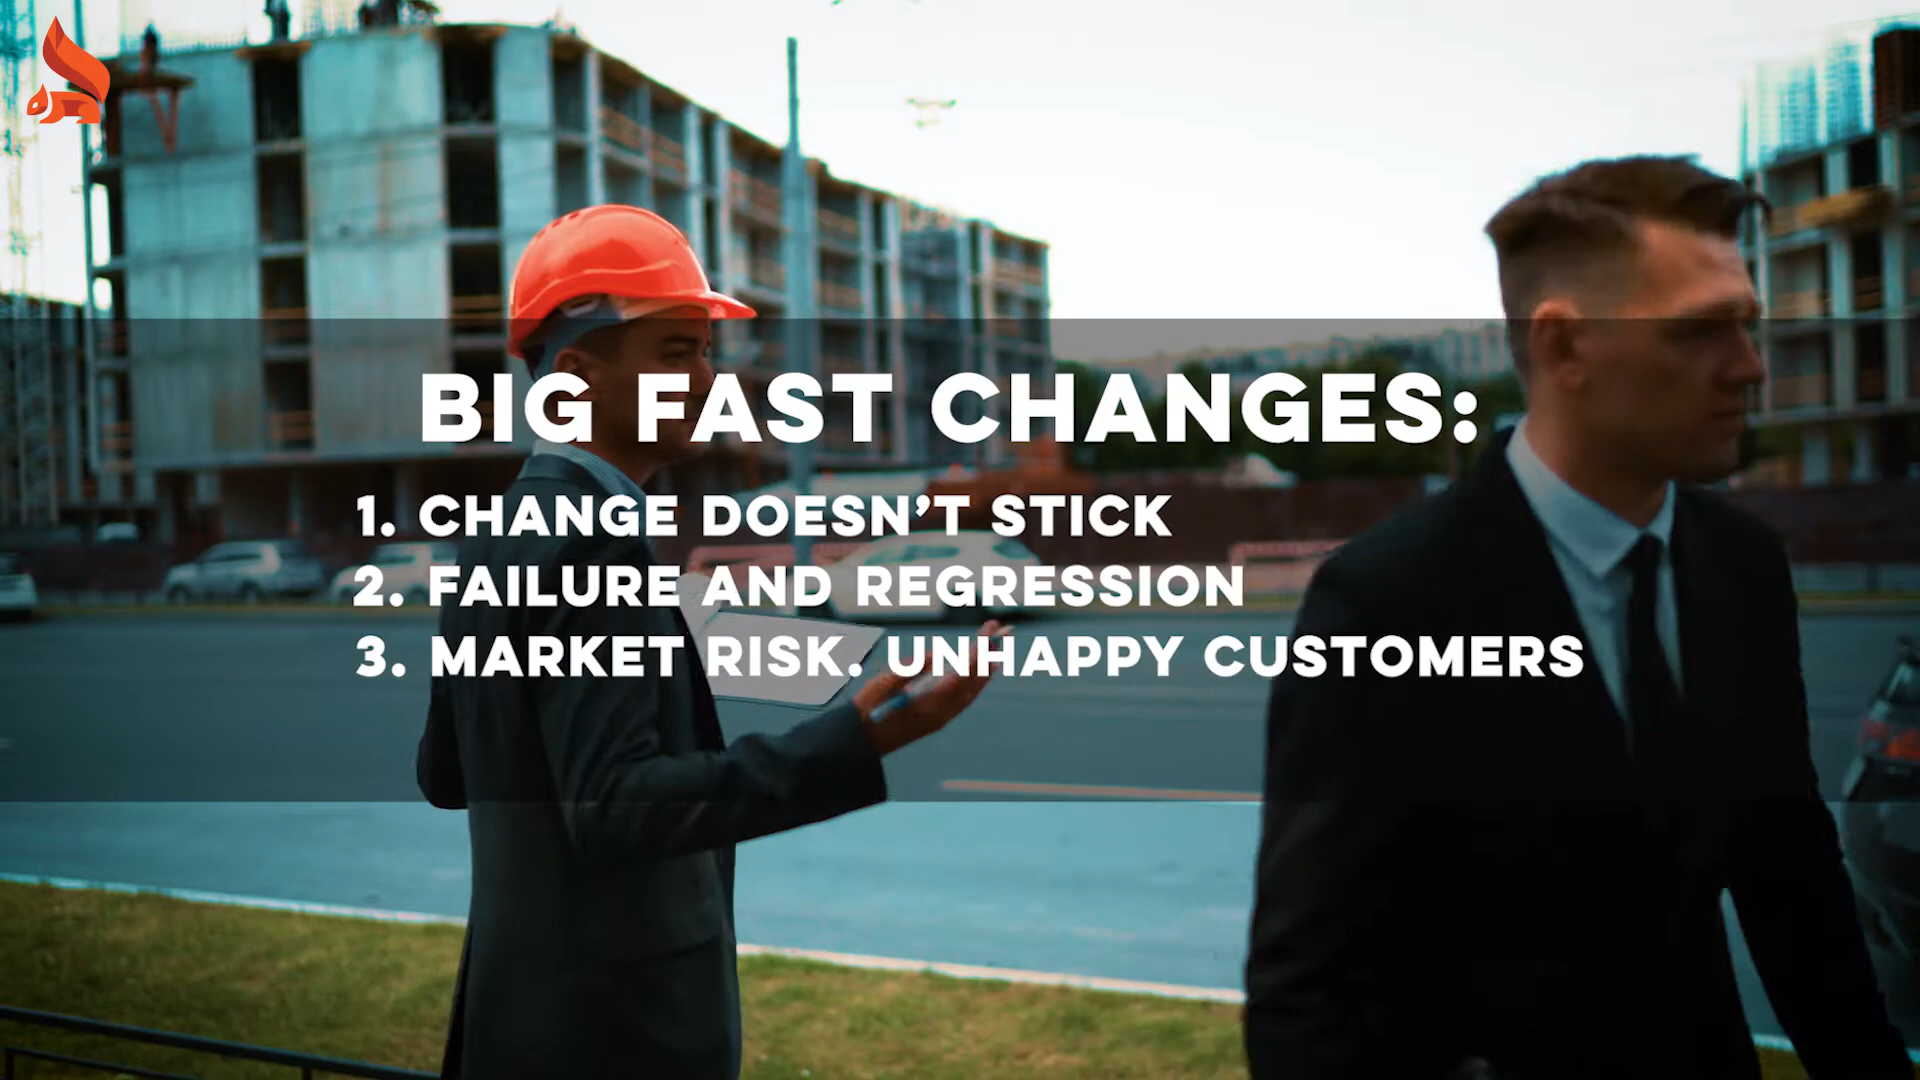 BIG FAST CHANGES:
1. CHANGE DOESN’T STICK
2. FAILURE AND REGRESSION
3. MARKET RISK. UNHAPPY CUSTOMERS